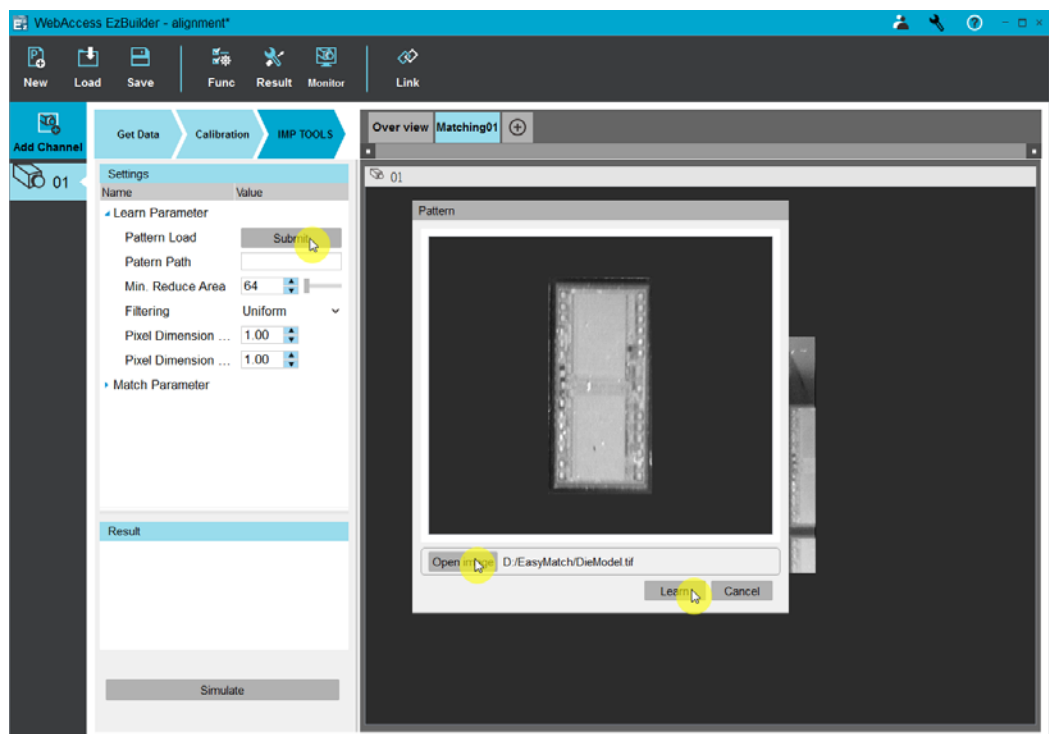 WebAccess EzBuilder - alignment*
New Load Save Func Result Monitor Link
Add Channel
01
Get Data Calibration IMP TOOLS
Over view Matching01
Settings
Name Value
Learn Parameter
Pattern Load Submit
Patern Path
Min. Reduce Area 64
Filtering Uniform
Pixel Dimension ... 1.00
Pixel Dimension ... 1.00
Match Parameter
Result
Simulate
01
Pattern
Open image D:/EasyMatch/DieModel.tif
Learn Cancel